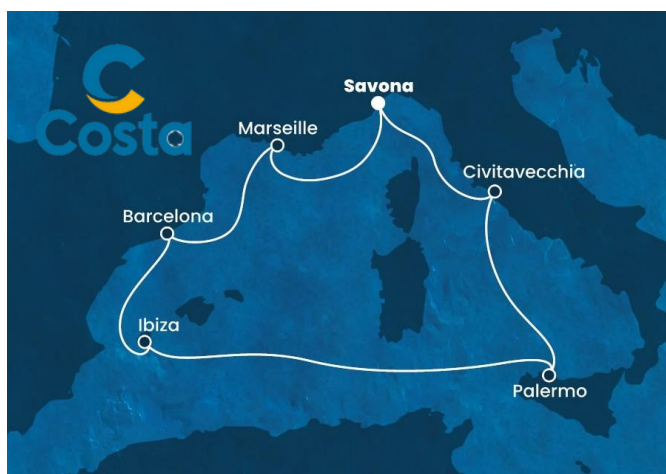 Costa
Savona
Marseille
Civitavecchia
Barcelona
Ibiza
Palermo